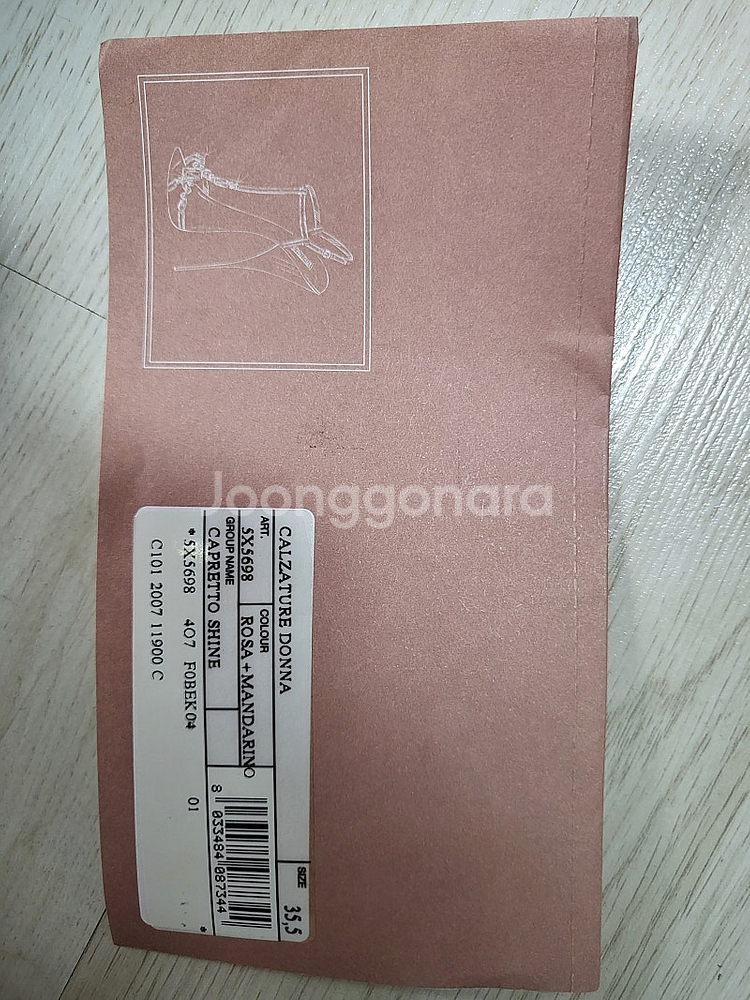 Joonggonara
CALZATURE DONNA
SIZE
35,5
ART.
COLOUR
5X5698
ROSA+MANDARINO
GROUP NAME
CAPRETTO SHINE
8 033484 087344
* 5X5698 4O7 F0BEK04 01 *
C101 2007 11900 C